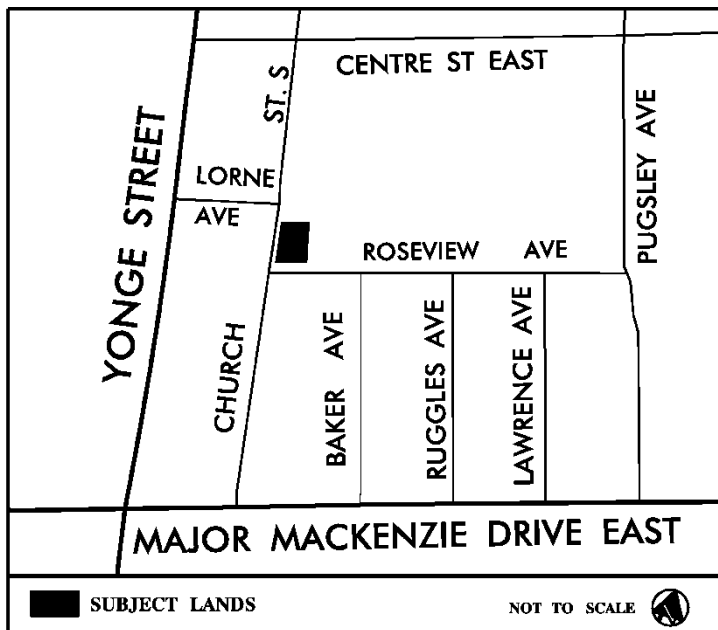 CENTRE ST EAST
ST. S
PUGSLEY AVE
YONGE STREET
LORNE
AVE
ROSEVIEW AVE
CHURCH
BAKER AVE
RUGGLES AVE
LAWRENCE AVE
MAJOR MACKENZIE DRIVE EAST
SUBJECT LANDS
NOT TO SCALE